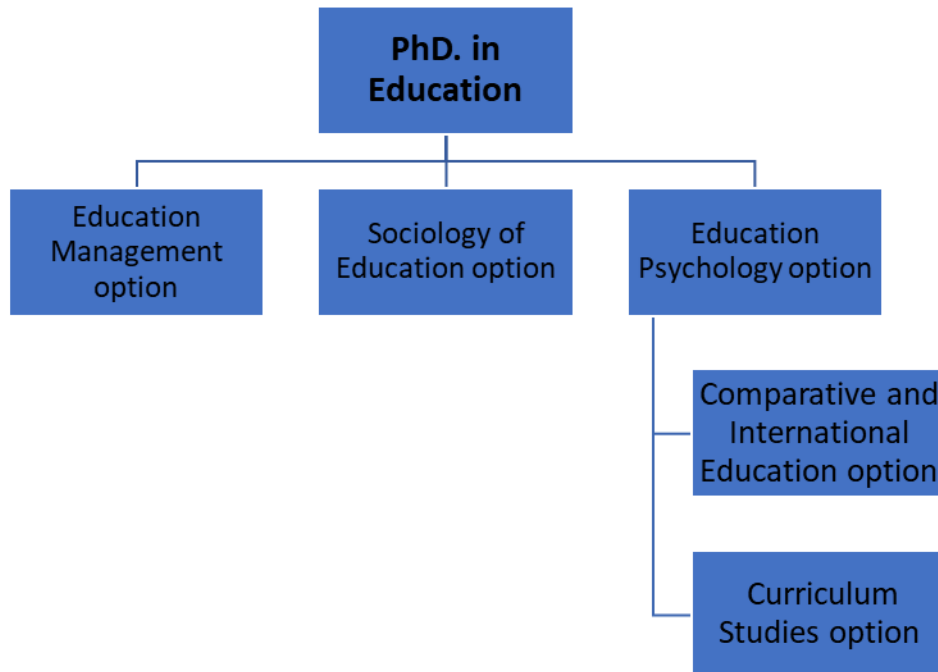 PhD. in
Education
Education
Management
option
Sociology of
Education option
Education
Psychology option
Comparative and
International
Education option
Curriculum
Studies option